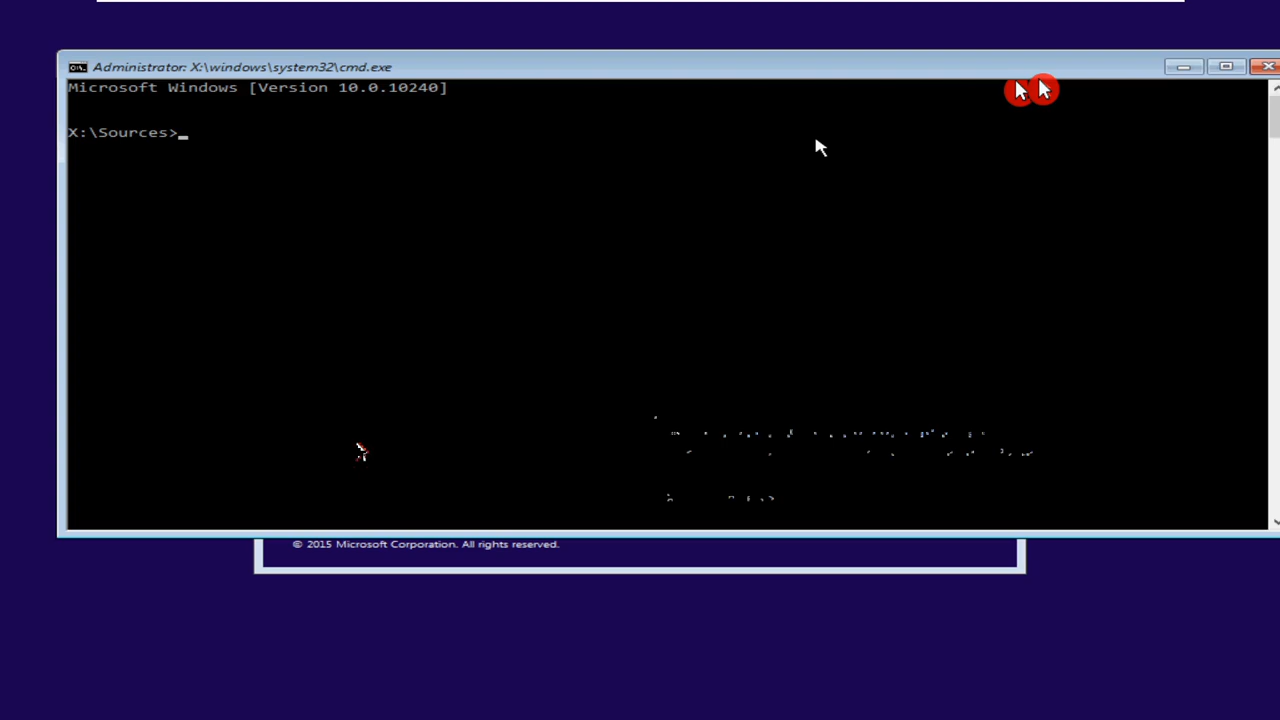 Administrator: X:\windows\system32\cmd.exe
Microsoft Windows [Version 10.0.10240]
X:\Sources>
© 2015 Microsoft Corporation. All rights reserved.